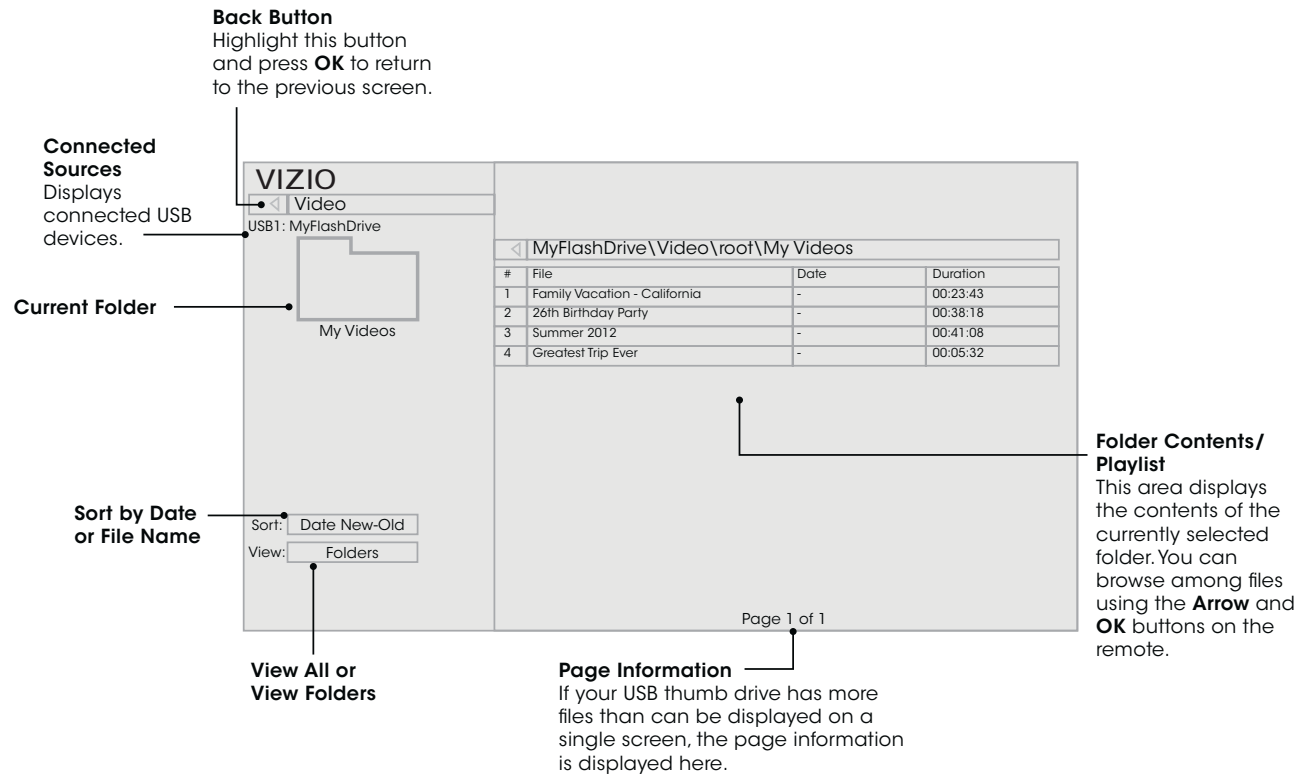 Back Button
Highlight this button
and press OK to return
to the previous screen.
Connected
Sources
Displays
connected USB
devices.
Current Folder
Sort by Date
or File Name
VIZIO
Video
USB1: MyFlashDrive
My Videos
Sort: Date New-Old
View: Folders
MyFlashDrive\Video\root\My Videos
# File Date Duration
1 Family Vacation - California - 00:23:43
2 26th Birthday Party - 00:38:18
3 Summer 2012 - 00:41:08
4 Greatest Trip Ever - 00:05:32
Page 1 of 1
Folder Contents/
Playlist
This area displays
the contents of the
currently selected
folder. You can
browse among files
using the Arrow and
OK buttons on the
remote.
View All or
View Folders
Page Information
If your USB thumb drive has more
files than can be displayed on a
single screen, the page information
is displayed here.